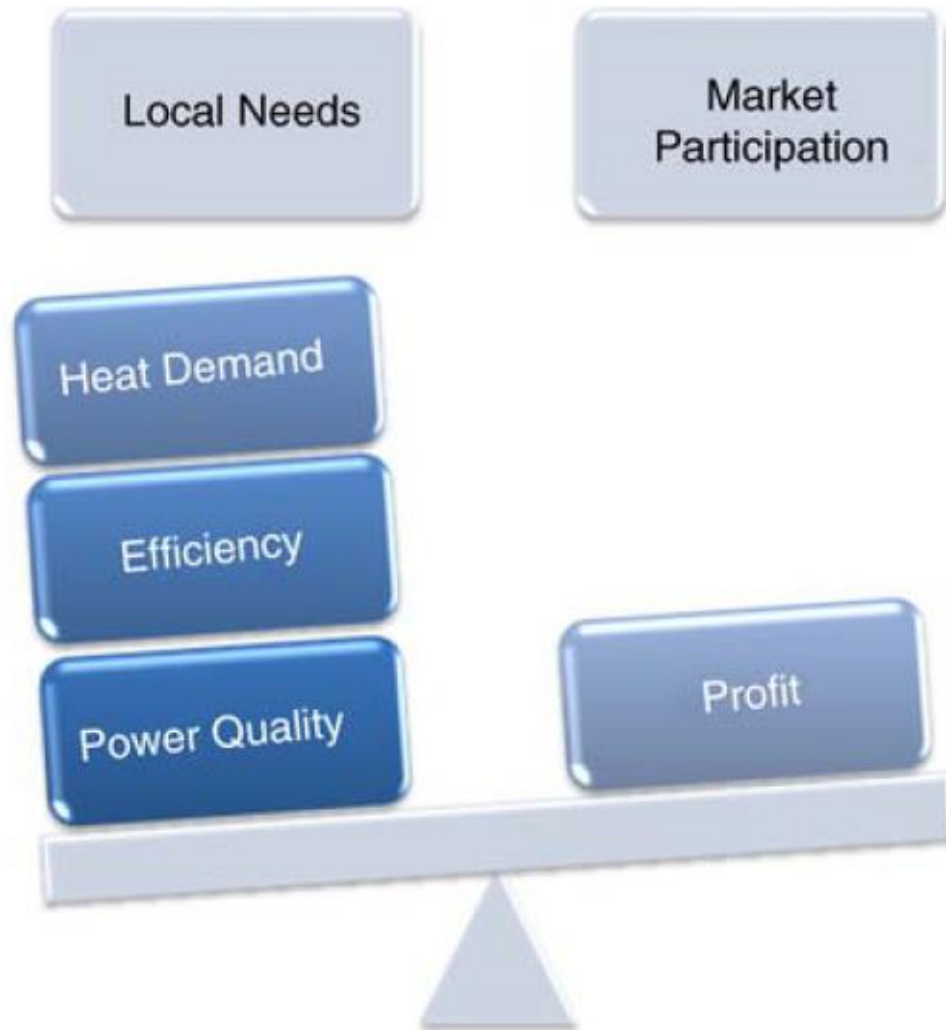 Local Needs
Market
Participation
Heat Demand
Efficiency
Power Quality
Profit